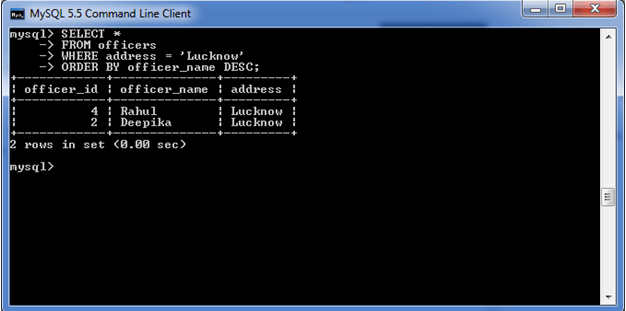 MySQL 5.5 Command Line Client
mysql> SELECT *
    -> FROM officers
    -> WHERE address = 'Lucknow'
    -> ORDER BY officer_name DESC;
+------------+--------------+---------+
| officer_id | officer_name | address |
+------------+--------------+---------+
|          4 | Rahul        | Lucknow |
|          2 | Deepika      | Lucknow |
+------------+--------------+---------+
2 rows in set (0.00 sec)
mysql>